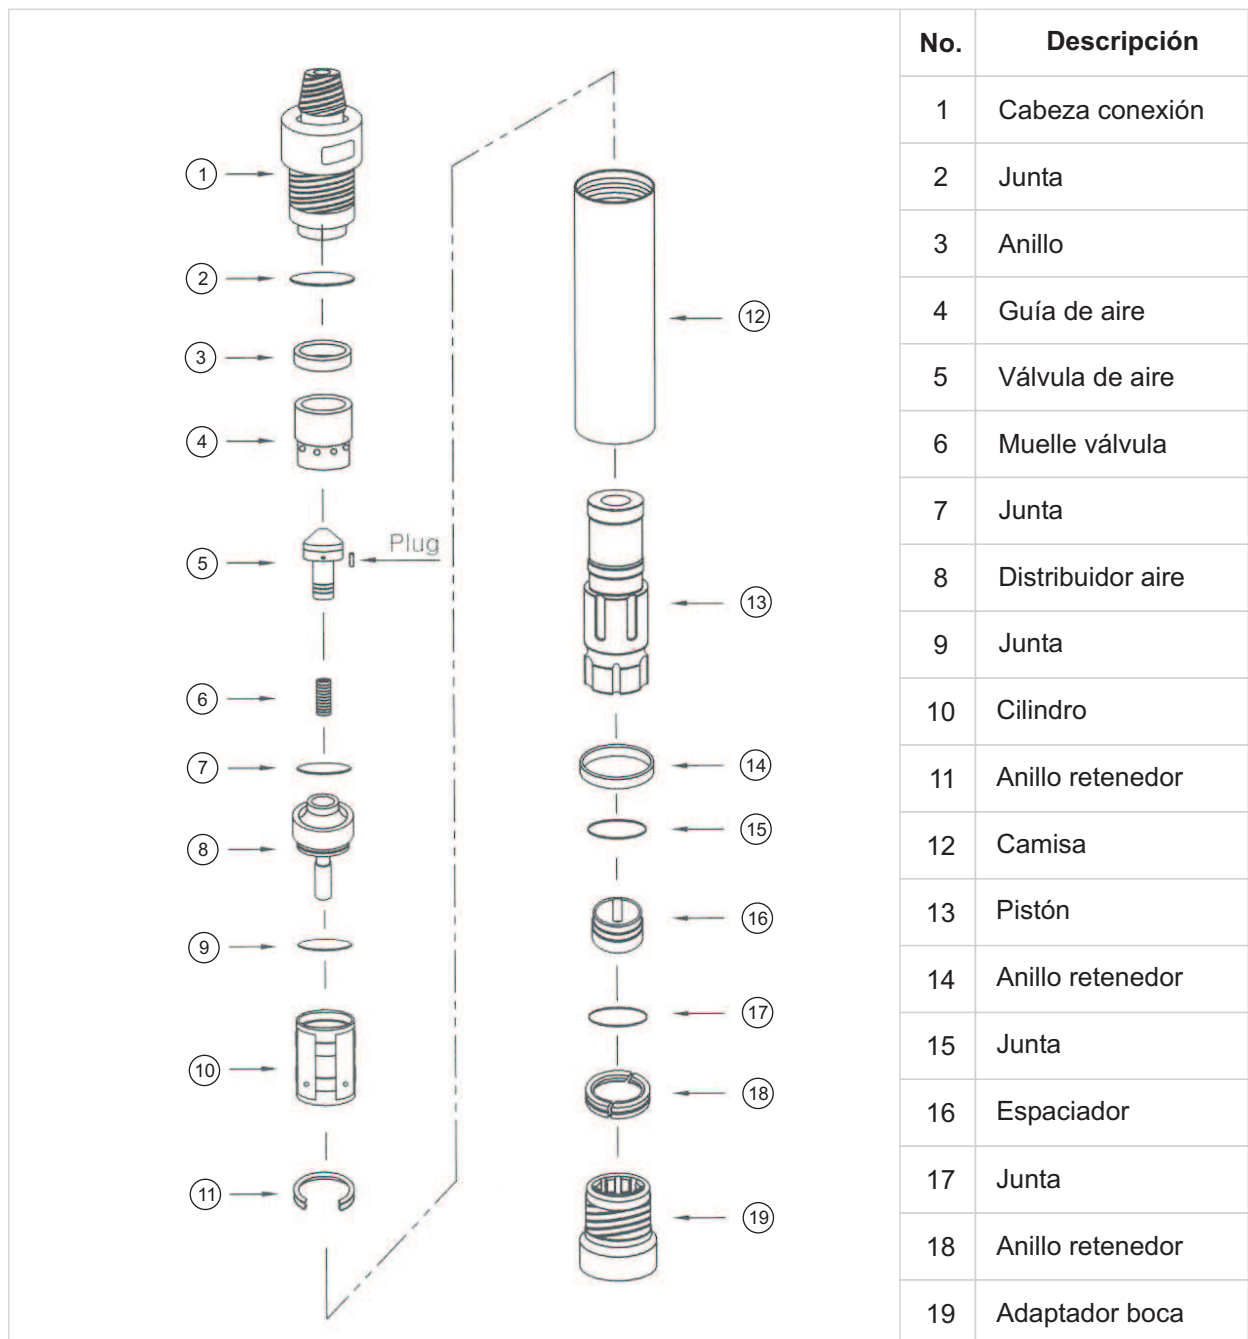 No. Descripción
1 Cabeza conexión
2 Junta
3 Anillo
4 Guía de aire
5 Válvula de aire
6 Muelle válvula
7 Junta
8 Distribuidor aire
9 Junta
10 Cilindro
11 Anillo retenedor
12 Camisa
13 Pistón
14 Anillo retenedor
15 Junta
16 Espaciador
17 Junta
18 Anillo retenedor
19 Adaptador boca
1
2
3
4
5
Plug
6
7
8
9
10
11
12
13
14
15
16
17
18
19